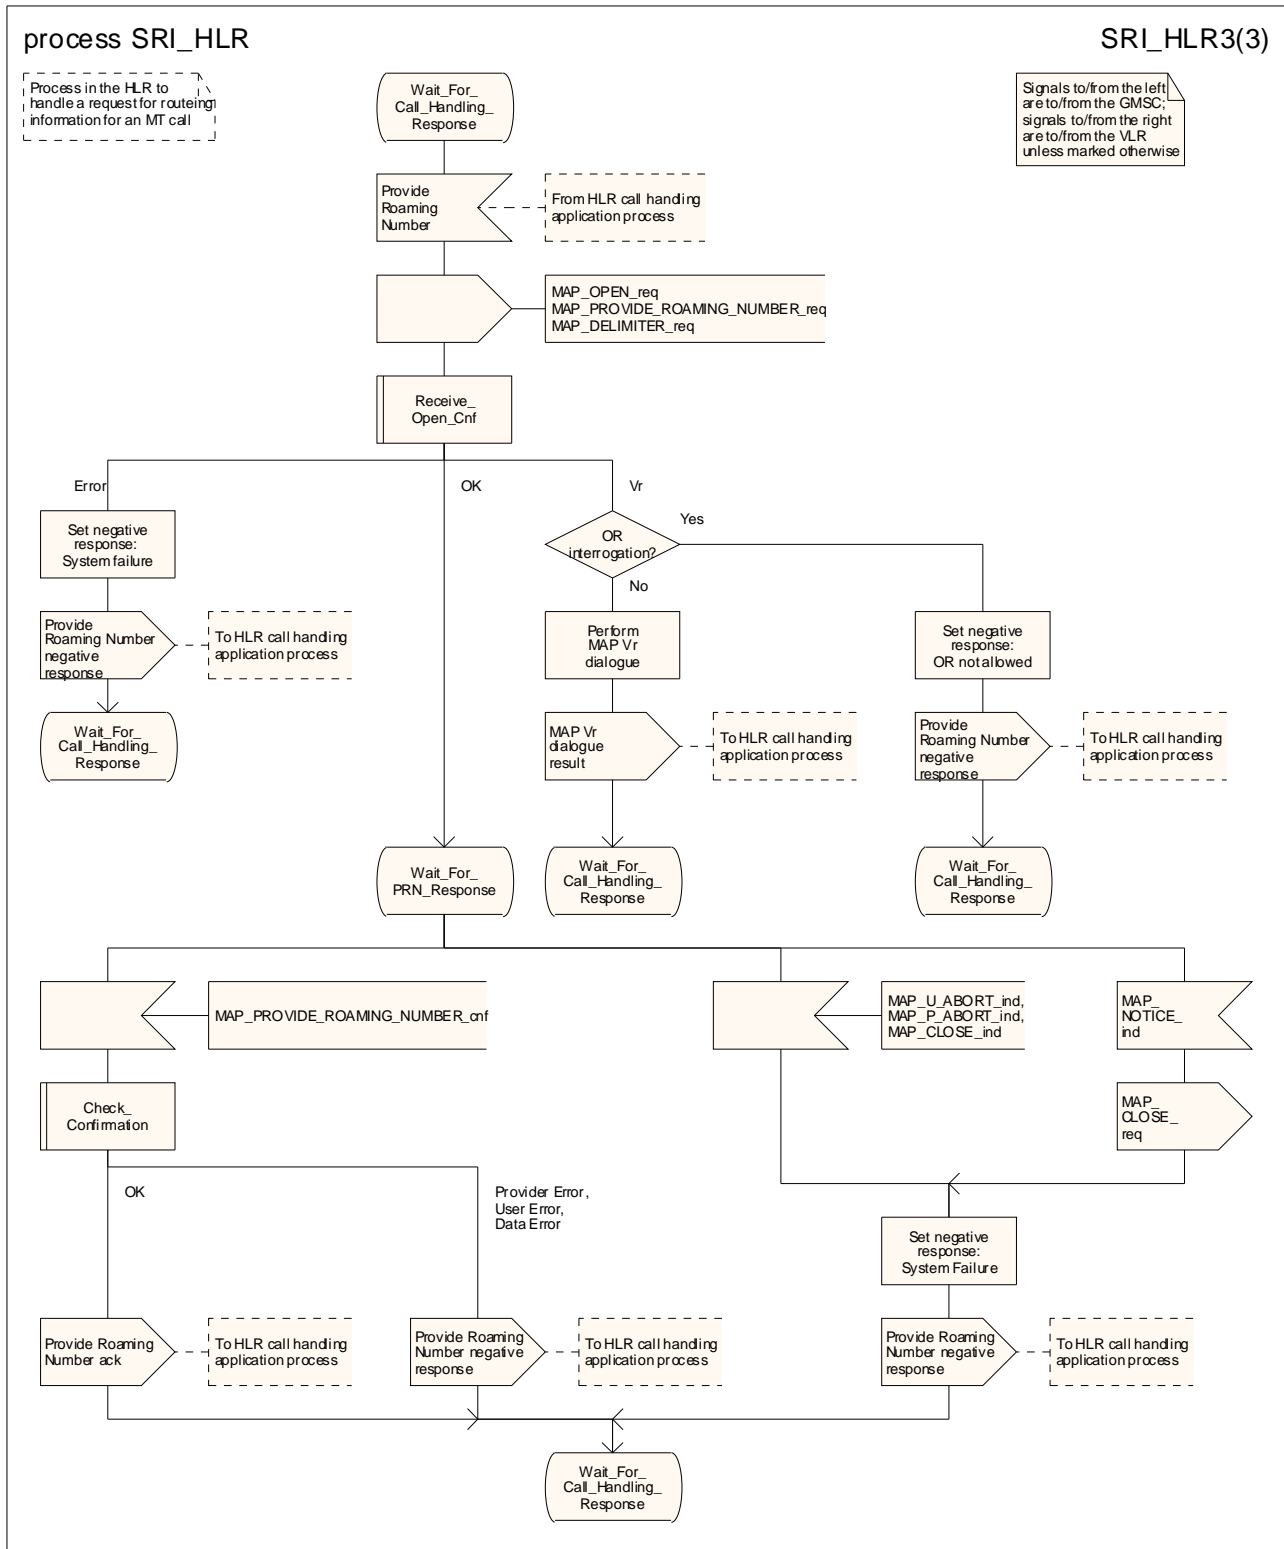 process SRI_HLR
SRI_HLR3(3)
Process in the HLR to
handle a request for routeing
information for an MT call
Wait_For_
Call_Handling_
Response
Signals to/from the left
are to/from the GMSC;
signals to/from the right
are to/from the VLR
unless marked otherwise
Provide
Roaming
Number
From HLR call handling
application process
MAP_OPEN_req
MAP_PROVIDE_ROAMING_NUMBER_req
MAP_DELIMITER_req
Receive_
Open_Cnf
Error
OK
Vr
Set negative
response:
System failure
OR
interrogation?
Yes
No
Provide
Roaming Number
negative
response
To HLR call handling
application process
Perform
MAP Vr
dialogue
Set negative
response:
OR not allowed
Wait_For_
Call_Handling_
Response
MAP Vr
dialogue
result
To HLR call handling
application process
Provide
Roaming Number
negative
response
To HLR call handling
application process
Wait_For_
PRN_Response
Wait_For_
Call_Handling_
Response
Wait_For_
Call_Handling_
Response
MAP_PROVIDE_ROAMING_NUMBER_cnf
MAP_U_ABORT_ind,
MAP_P_ABORT_ind,
MAP_CLOSE_ind
MAP_
NOTICE_
ind
Check_
Confirmation
MAP_
CLOSE_
req
OK
Provider Error,
User Error,
Data Error
Set negative
response:
System Failure
Provide Roaming
Number ack
To HLR call handling
application process
Provide Roaming
Number negative
response
To HLR call handling
application process
Provide Roaming
Number negative
response
To HLR call handling
application process
Wait_For_
Call_Handling_
Response